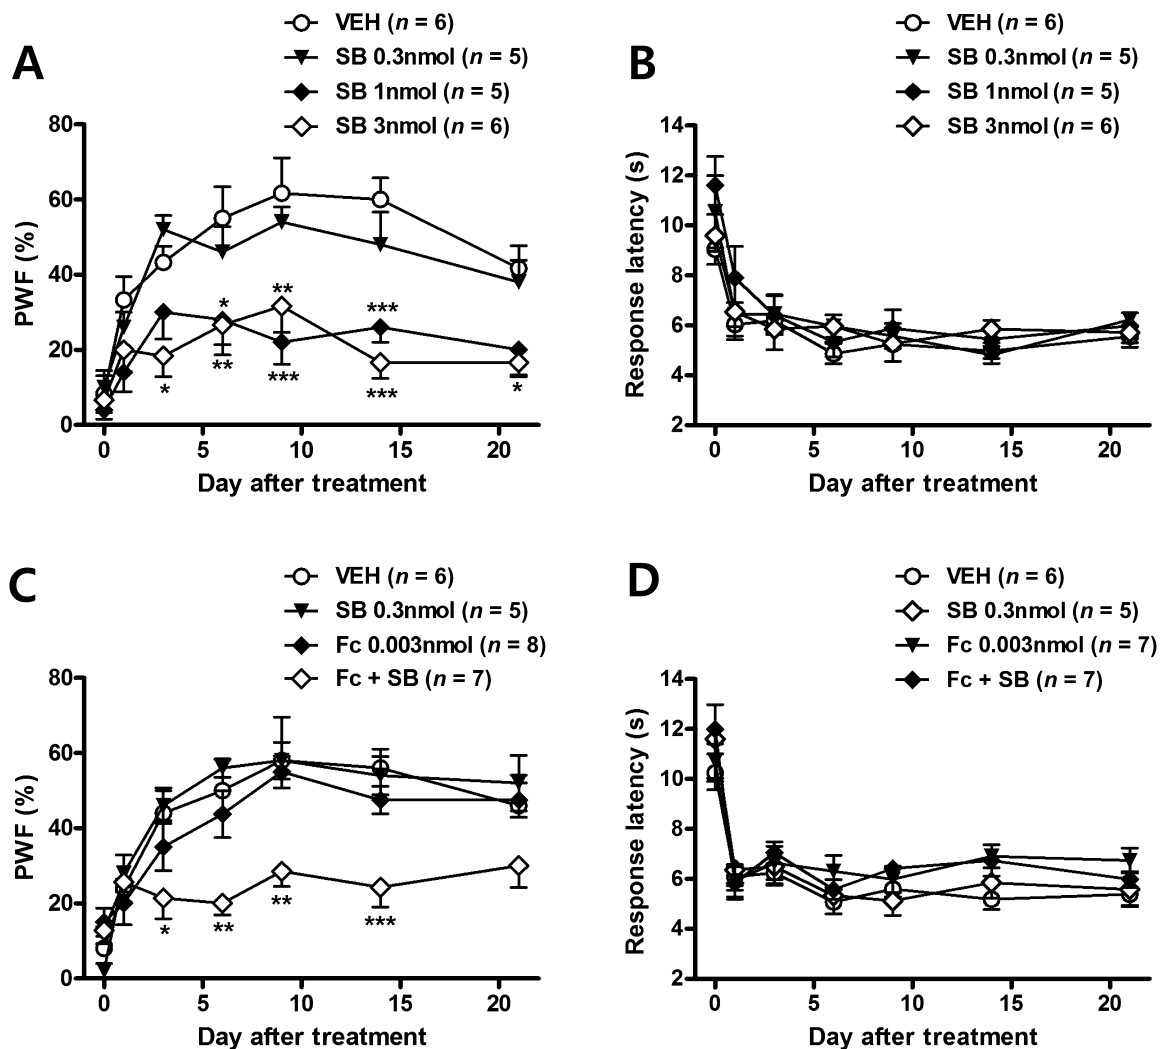 A
VEH (n = 6)
SB 0.3nmol (n = 5)
SB 1nmol (n = 5)
SB 3nmol (n = 6)
PWF (%)
80
60
40
20
0
*
**
***
*
**
***
***
*
0 5 10 15 20
Day after treatment
B
VEH (n = 6)
SB 0.3nmol (n = 5)
SB 1nmol (n = 5)
SB 3nmol (n = 6)
Response latency (s)
14
12
10
8
6
4
2
0 5 10 15 20
Day after treatment
C
VEH (n = 6)
SB 0.3nmol (n = 5)
Fc 0.003nmol (n = 8)
Fc + SB (n = 7)
PWF (%)
80
60
40
20
0
*
**
**
***
0 5 10 15 20
Day after treatment
D
VEH (n = 6)
SB 0.3nmol (n = 5)
Fc 0.003nmol (n = 7)
Fc + SB (n = 7)
Response latency (s)
14
12
10
8
6
4
2
0 5 10 15 20
Day after treatment